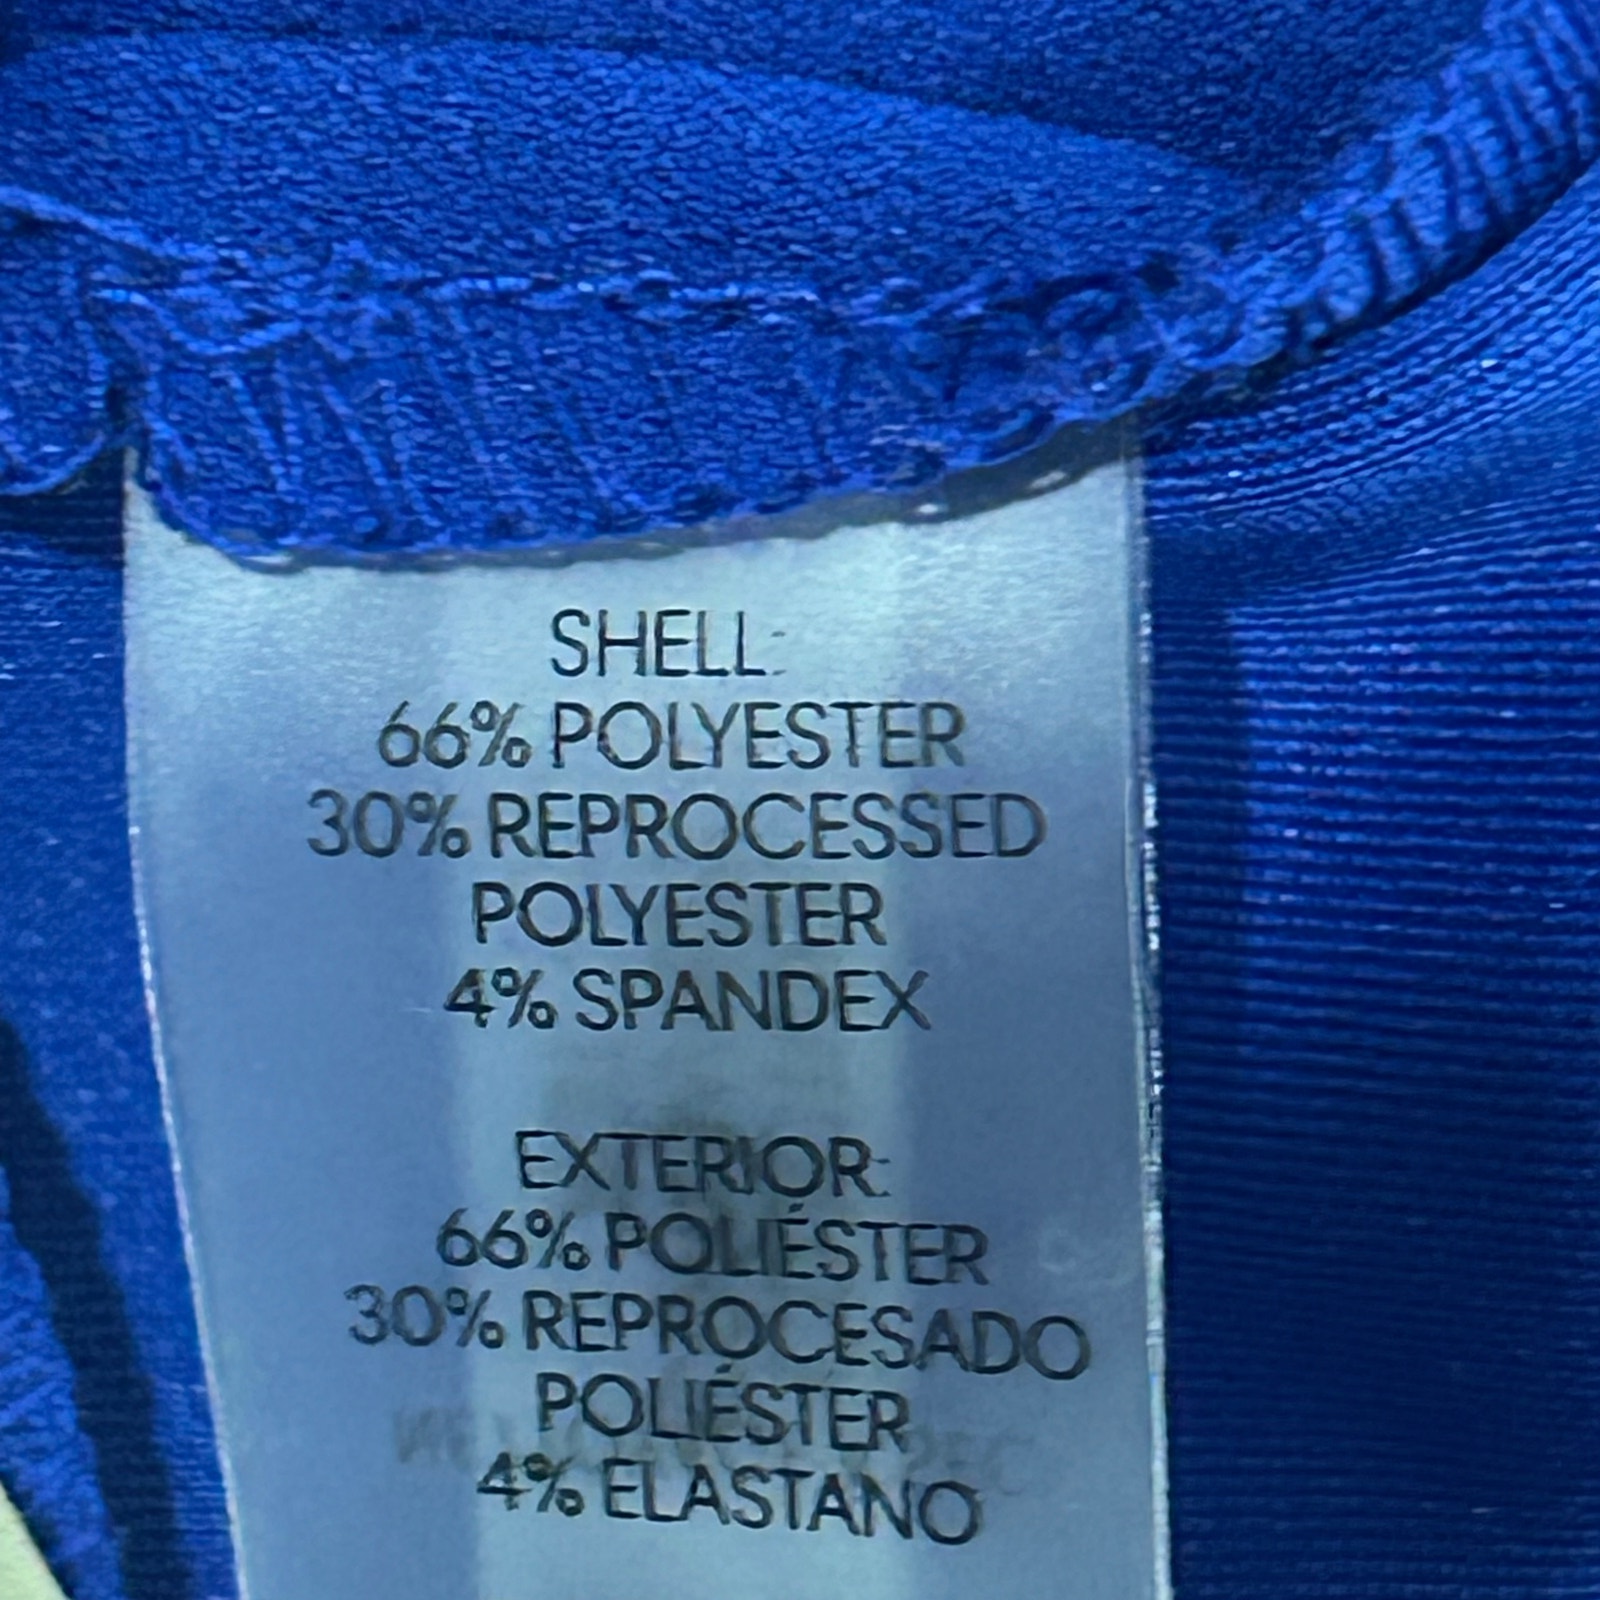 SHELL:
66% POLYESTER
30% REPROCESSED
POLYESTER
4% SPANDEX
EXTERIOR:
66% POLIÉSTER
30% REPROCESADO
POLIÉSTER
4% ELASTANO